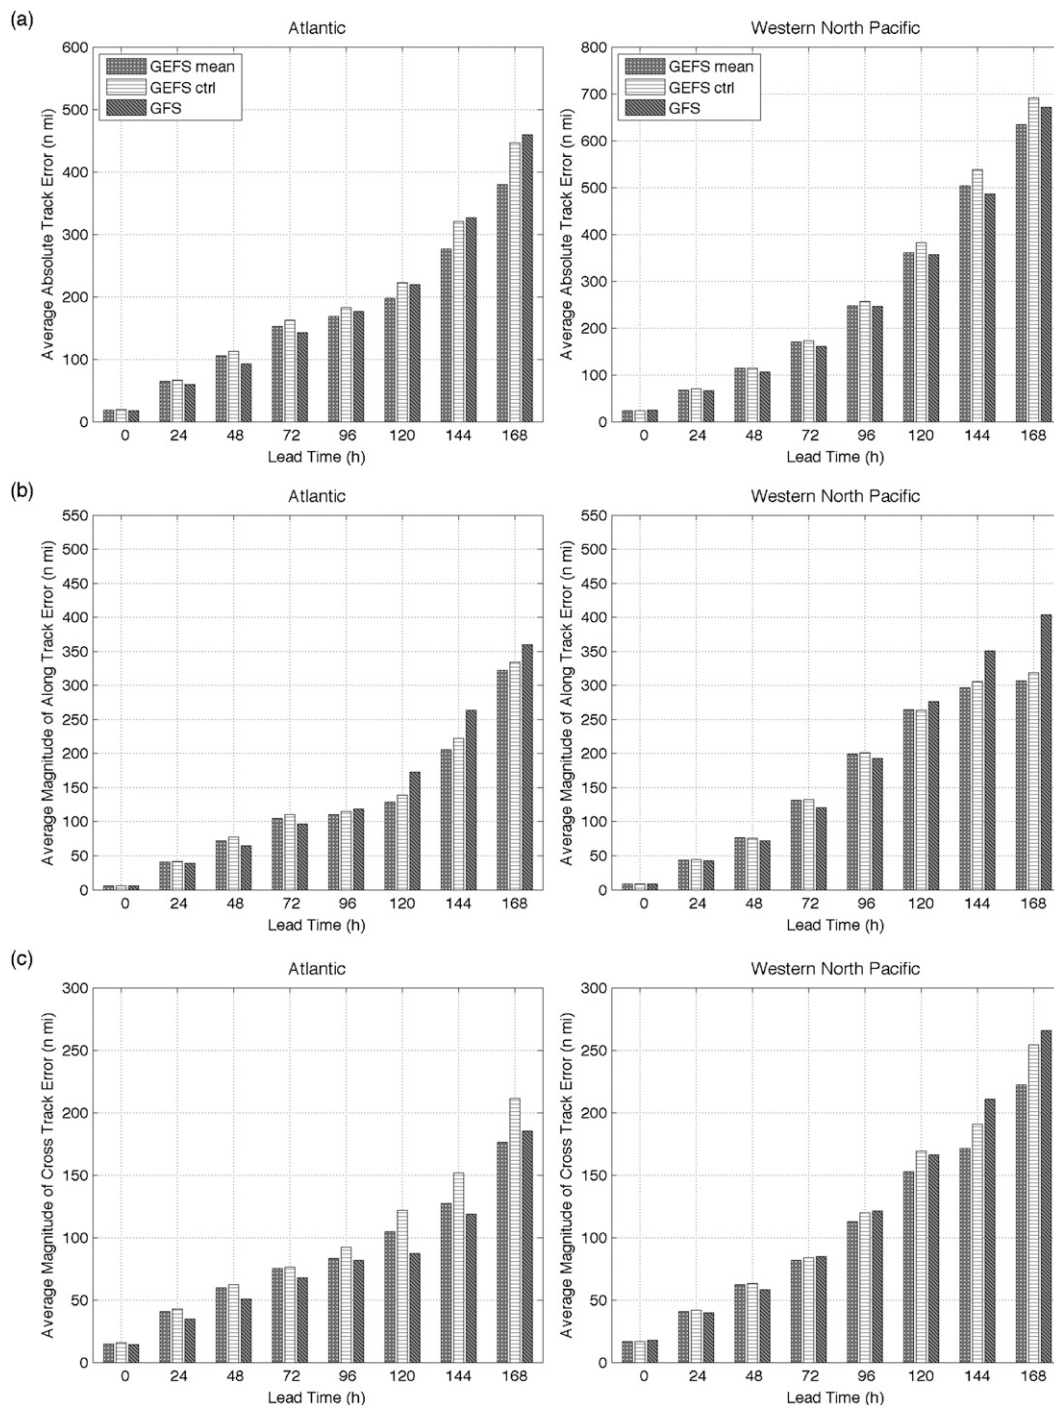 (a)
Atlantic
Average Absolute Track Error (n mi)
600
500
400
300
200
100
0
GEFS mean
GEFS ctrl
GFS
0 24 48 72 96 120 144 168
Lead Time (h)
Western North Pacific
Average Absolute Track Error (n mi)
800
700
600
500
400
300
200
100
0
GEFS mean
GEFS ctrl
GFS
0 24 48 72 96 120 144 168
Lead Time (h)
(b)
Atlantic
Average Magnitude of Along Track Error (n mi)
550
500
450
400
350
300
250
200
150
100
50
0
0 24 48 72 96 120 144 168
Lead Time (h)
Western North Pacific
Average Magnitude of Along Track Error (n mi)
550
500
450
400
350
300
250
200
150
100
50
0
0 24 48 72 96 120 144 168
Lead Time (h)
(c)
Atlantic
Average Magnitude of Cross Track Error (n mi)
300
250
200
150
100
50
0
0 24 48 72 96 120 144 168
Lead Time (h)
Western North Pacific
Average Magnitude of Cross Track Error (n mi)
300
250
200
150
100
50
0
0 24 48 72 96 120 144 168
Lead Time (h)